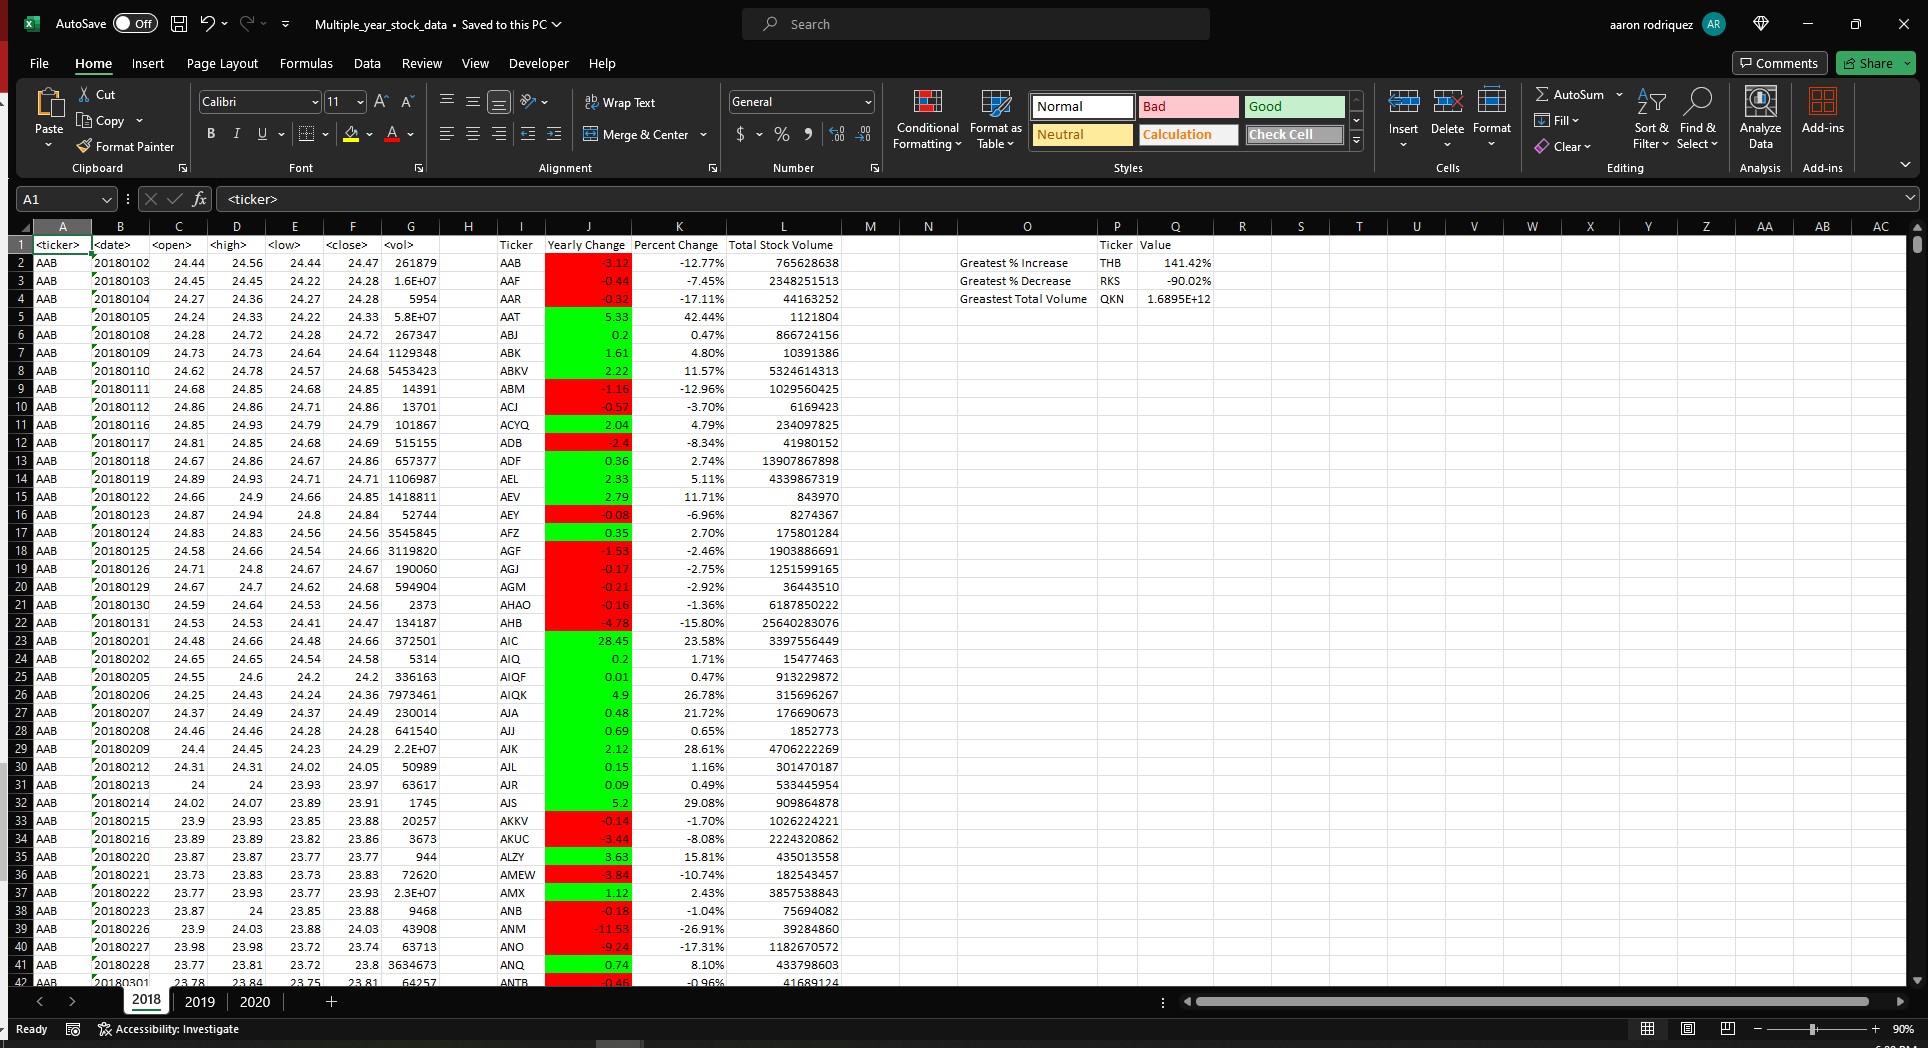 AutoSave Off Multiple_year_stock_data • Saved to this PC Search aaron rodriquez AR
File Home Insert Page Layout Formulas Data Review View Developer Help Comments Share
Paste Cut Copy Format Painter Clipboard
Calibri 11 B I U A Font
Wrap Text Merge & Center Alignment
General $ % Number
Conditional Formatting Format as Table Normal Bad Good Neutral Calculation Check Cell Styles
Insert Delete Format Cells
AutoSum Fill Clear Sort & Filter Find & Select Editing
Analyze Data Analysis Add-ins Add-ins
A1 fx <ticker>
A B C D E F G H I J K L M N O P Q R S T U V W X Y Z AA AB AC
1 <ticker> <date> <open> <high> <low> <close> <vol> Ticker Yearly Change Percent Change Total Stock Volume Ticker Value
2 AAB 20180102 24.44 24.56 24.44 24.47 261879 AAB -3.12 -12.77% 765628638 Greatest % Increase THB 141.42%
3 AAB 20180103 24.45 24.45 24.22 24.28 1.6E+07 AAF -0.44 -7.45% 2348251513 Greatest % Decrease RKS -90.02%
4 AAB 20180104 24.27 24.36 24.27 24.28 5954 AAR -0.32 -17.11% 44163252 Greastest Total Volume QKN 1.6895E+12
5 AAB 20180105 24.24 24.33 24.22 24.33 5.8E+07 AAT 5.33 42.44% 1121804
6 AAB 20180108 24.28 24.72 24.28 24.72 267347 ABJ 0.2 0.47% 866724156
7 AAB 20180109 24.73 24.73 24.64 24.64 1129348 ABK 1.61 4.80% 10391386
8 AAB 20180110 24.62 24.78 24.57 24.68 5453423 ABKV 2.22 11.57% 5324614313
9 AAB 20180111 24.68 24.85 24.68 24.85 14391 ABM -1.16 -12.96% 1029560425
10 AAB 20180112 24.86 24.86 24.71 24.86 13701 ACJ -0.57 -3.70% 6169423
11 AAB 20180116 24.85 24.93 24.79 24.79 101867 ACYQ 2.04 4.79% 234097825
12 AAB 20180117 24.81 24.85 24.68 24.69 515155 ADB -2.4 -8.34% 41980152
13 AAB 20180118 24.67 24.86 24.67 24.86 657377 ADF 0.36 2.74% 13907867898
14 AAB 20180119 24.89 24.93 24.71 24.71 1106987 AEL 2.33 5.11% 4339867319
15 AAB 20180122 24.66 24.9 24.66 24.85 1418811 AEV 2.79 11.71% 843970
16 AAB 20180123 24.87 24.94 24.8 24.84 52744 AEY -0.08 -6.96% 8274367
17 AAB 20180124 24.83 24.83 24.56 24.56 3545845 AFZ 0.35 2.70% 175801284
18 AAB 20180125 24.58 24.66 24.54 24.66 3119820 AGF -1.53 -2.46% 1903886691
19 AAB 20180126 24.71 24.8 24.67 24.67 190060 AGJ -0.17 -2.75% 1251599165
20 AAB 20180129 24.67 24.7 24.62 24.68 594904 AGM -0.21 -2.92% 36443510
21 AAB 20180130 24.59 24.64 24.53 24.56 2373 AHAO -0.16 -1.36% 6187850222
22 AAB 20180131 24.53 24.53 24.41 24.47 134187 AHB -4.78 -15.80% 25640283076
23 AAB 20180201 24.48 24.66 24.48 24.66 372501 AIC 28.45 23.58% 3397556449
24 AAB 20180202 24.65 24.65 24.54 24.58 5314 AIQ 0.2 1.71% 15477463
25 AAB 20180205 24.55 24.6 24.2 24.2 336163 AIQF 0.01 0.47% 913229872
26 AAB 20180206 24.25 24.43 24.24 24.36 7973461 AIQK 4.9 26.78% 315696267
27 AAB 20180207 24.37 24.49 24.37 24.49 230014 AJA 0.48 21.72% 176690673
28 AAB 20180208 24.46 24.46 24.28 24.28 641540 AJJ 0.69 0.65% 1852773
29 AAB 20180209 24.4 24.45 24.23 24.29 2.2E+07 AJK 2.12 28.61% 4706222269
30 AAB 20180212 24.31 24.31 24.02 24.05 50989 AJL 0.15 1.16% 301470187
31 AAB 20180213 24 24 23.93 23.97 63617 AJR 0.09 0.49% 533445954
32 AAB 20180214 24.02 24.07 23.89 23.91 1745 AJS 5.2 29.08% 909864878
33 AAB 20180215 23.9 23.93 23.85 23.88 20257 AKKV -0.14 -1.70% 1026224221
34 AAB 20180216 23.89 23.89 23.82 23.86 3673 AKUC -3.44 -8.08% 2224320862
35 AAB 20180220 23.87 23.87 23.77 23.77 944 ALZY 3.63 15.81% 435013558
36 AAB 20180221 23.73 23.83 23.73 23.83 72620 AMEW -3.84 -10.74% 182543457
37 AAB 20180222 23.77 23.93 23.77 23.93 2.3E+07 AMX 1.12 2.43% 3857538843
38 AAB 20180223 23.87 24 23.85 23.88 9468 ANB -0.18 -1.04% 75694082
39 AAB 20180226 23.9 24.03 23.88 24.03 43908 ANM -11.53 -26.91% 39284860
40 AAB 20180227 23.98 23.98 23.72 23.74 63713 ANO -9.24 -17.31% 1182670572
41 AAB 20180228 23.77 23.81 23.72 23.8 3634673 ANQ 0.74 8.10% 433798603
42 AAB 20180301 23.78 23.84 23.75 23.81 64257 ANTB -0.46 -0.96% 41689124
2018 2019 2020
Ready Accessibility: Investigate 90%